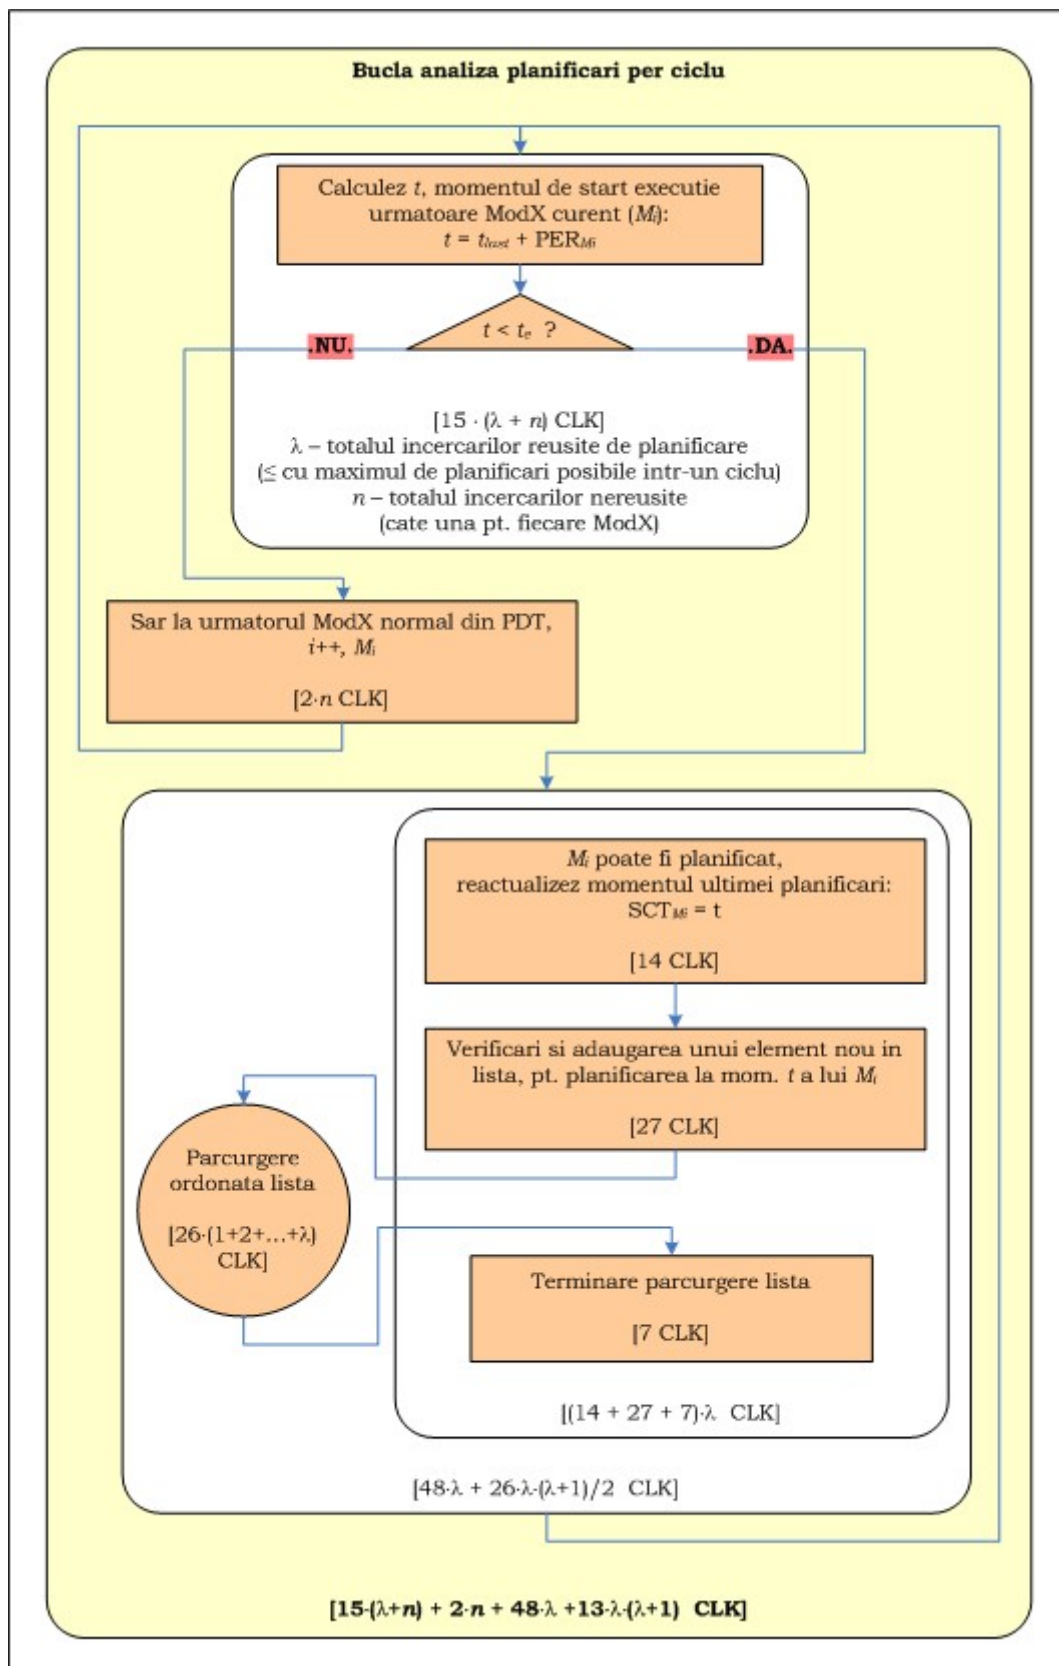 Bucla analiza planificari per ciclu
Calculez t, momentul de start executie
urmatoare ModX curent (Mi):
t = tlast + PERMi
t < te ?
.NU.
.DA.
[15 · (λ + n) CLK]
λ – totalul incercarilor reusite de planificare
(≤ cu maximul de planificari posibile intr-un ciclu)
n – totalul incercarilor nereusite
(cate una pt. fiecare ModX)
Sar la urmatorul ModX normal din PDT,
i++, Mi
[2·n CLK]
Mi poate fi planificat,
reactualizez momentul ultimei planificari:
SCTMi = t
[14 CLK]
Verificari si adaugarea unui element nou in
lista, pt. planificarea la mom. t a lui Mi
[27 CLK]
Parcurgere
ordonata lista
[26·(1+2+...+λ)
CLK]
Terminare parcurgere lista
[7 CLK]
[(14 + 27 + 7)·λ CLK]
[48·λ + 26·λ·(λ+1)/2 CLK]
[15·(λ+n) + 2·n + 48·λ +13·λ·(λ+1) CLK]